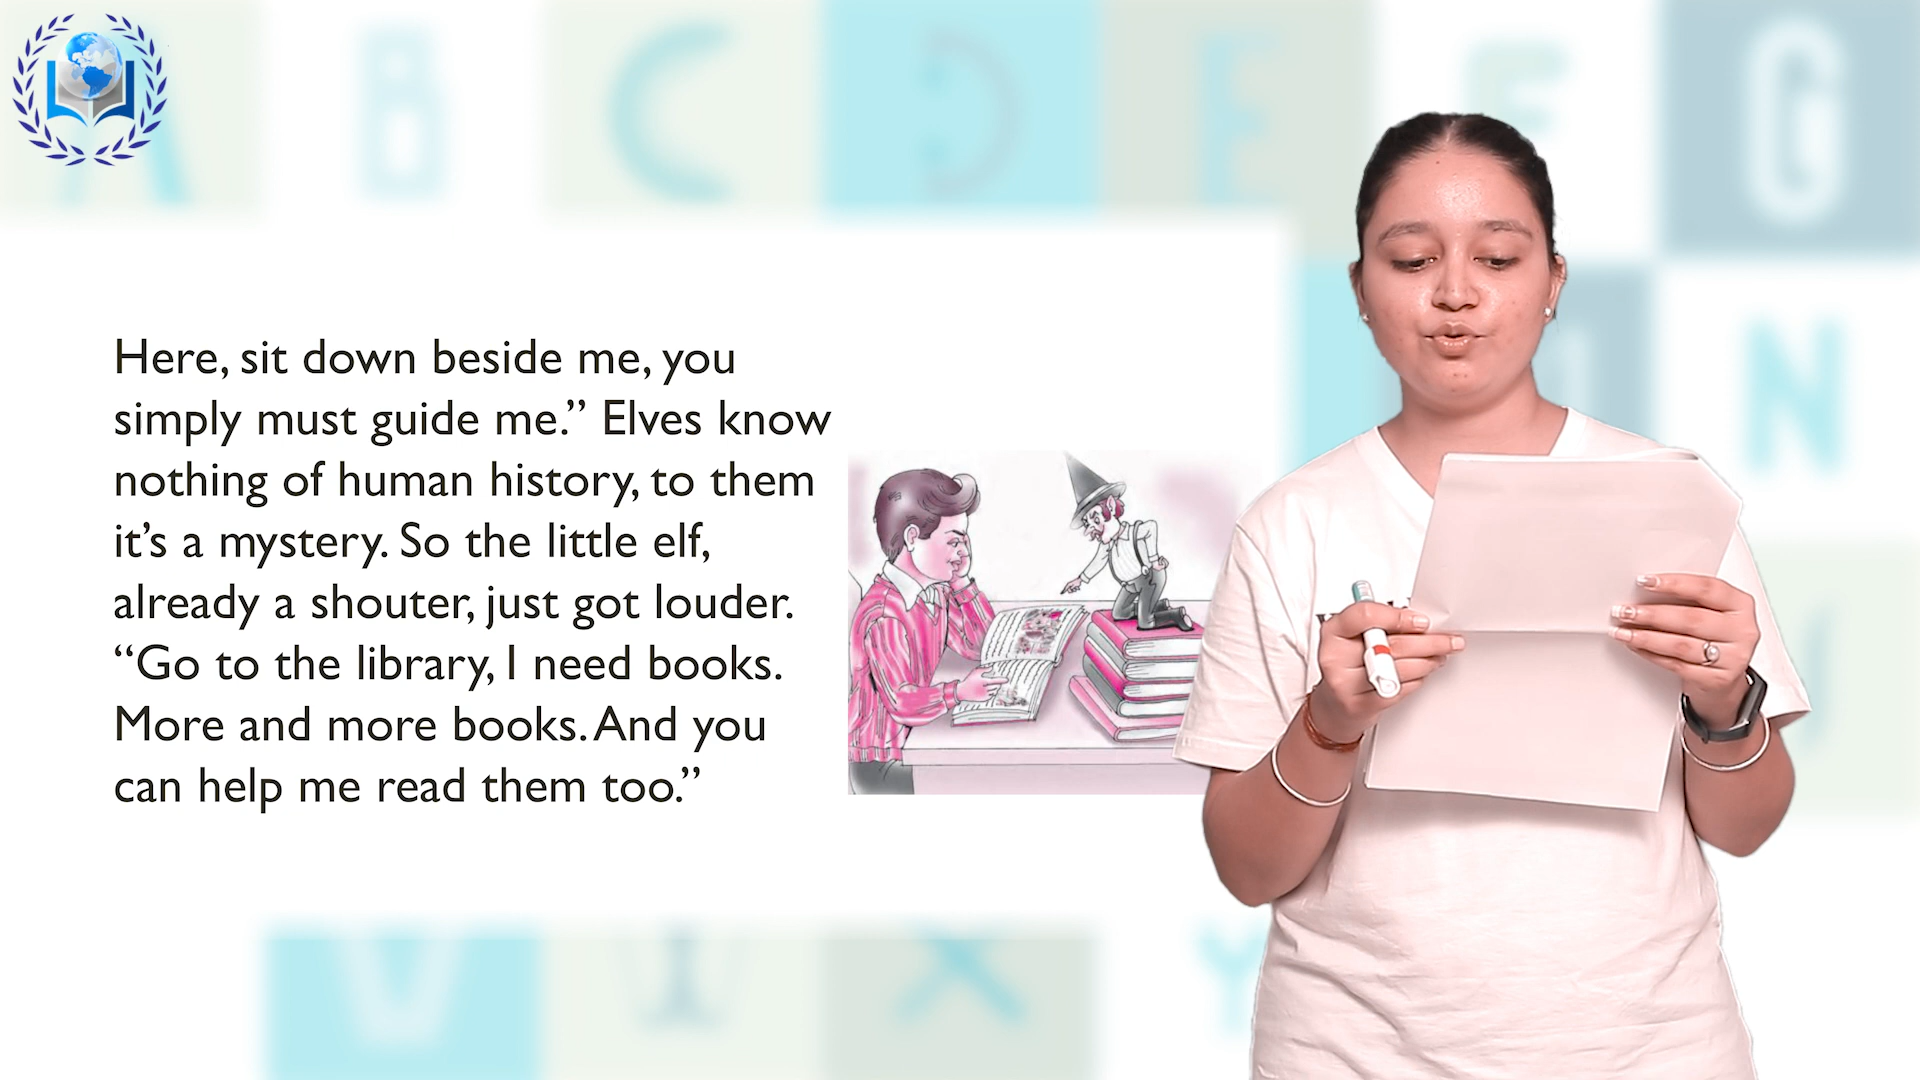 A B C D E F G
N
Here, sit down beside me, you
simply must guide me.” Elves know
nothing of human history, to them
it’s a mystery. So the little elf,
already a shouter, just got louder.
“Go to the library, I need books.
More and more books. And you
can help me read them too.”
V X Y